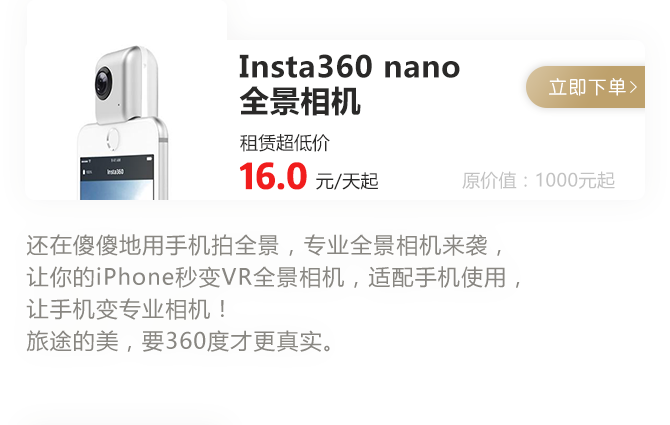 Insta360 nano
全景相机
立即下单
租赁超低价
16.0 元/天起
原价值：1000元起
Insta360
还在傻傻地用手机拍全景，专业全景相机来袭，
让你的iPhone秒变VR全景相机，适配手机使用，
让手机变专业相机！
旅途的美，要360度才更真实。